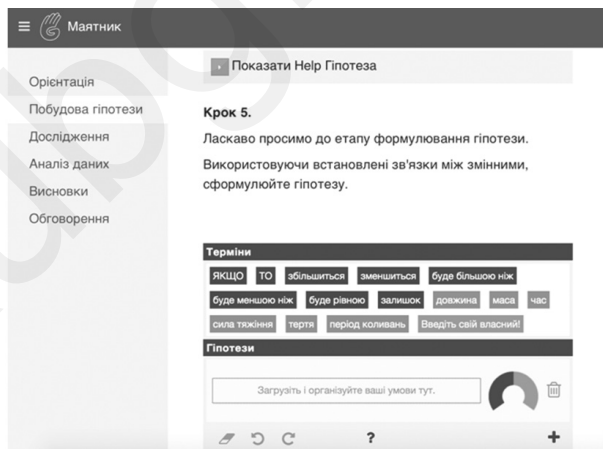 Маятник
Орієнтація
Побудова гіпотези
Дослідження
Аналіз даних
Висновки
Обговорення
Показати Help Гіпотеза
Крок 5.
Ласкаво просимо до етапу формулювання гіпотези.
Використовуючи встановлені зв'язки між змінними,
сформулюйте гіпотезу.
Терміни
ЯКЩО ТО збільшиться зменшиться буде більшою ніж
буде меншою ніж буде рівною залишок довжина маса час
сила тяжіння тертя період коливань Введіть свій власний!
Гіпотези
Загрузіть і організуйте ваші умови тут.
?